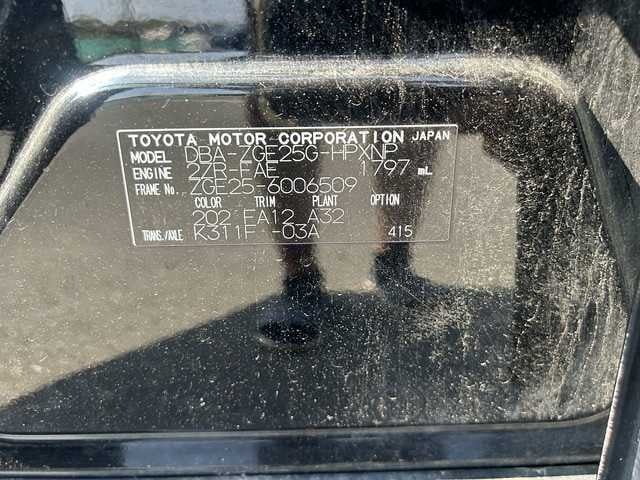 TOYOTA MOTOR CORPORATION JAPAN
MODEL DBA-ZGE25G-HPXNP
ENGINE 2ZR-FAE 1797 mL
FRAME No. ZGE25-6006509
COLOR TRIM PLANT OPTION
202 FA12 A32
TRANS./AXLE K311F -03A 415